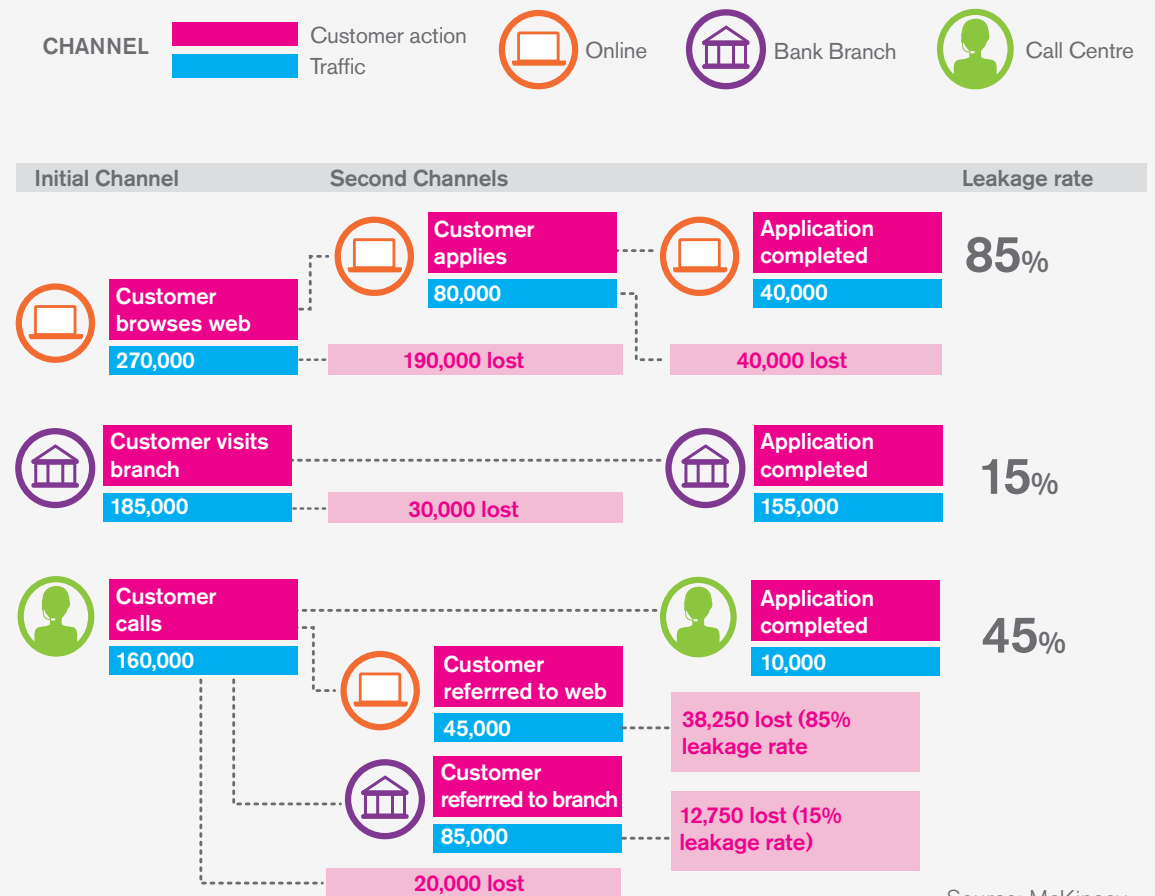 CHANNEL
Customer action
Traffic
Online
Bank Branch
Call Centre
Initial Channel
Second Channels
Leakage rate
Customer
browses web
270,000
Customer
applies
80,000
190,000 lost
Application
completed
40,000
40,000 lost
85%
Customer visits
branch
185,000
30,000 lost
Application
completed
155,000
15%
Customer
calls
160,000
Application
completed
10,000
45%
Customer
referrred to web
45,000
38,250 lost (85%
leakage rate
Customer
referrred to branch
85,000
12,750 lost (15%
leakage rate)
20,000 lost
Source: McKinsey